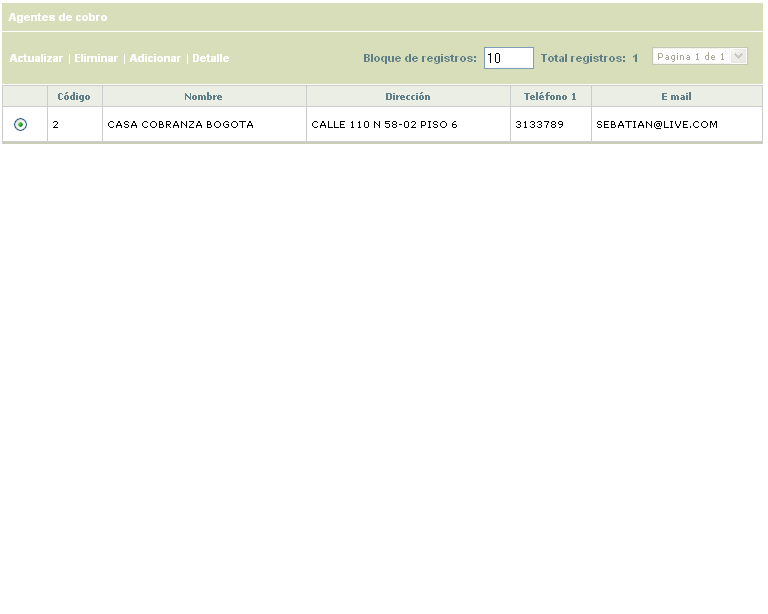 Agentes de cobro
Actualizar | Eliminar | Adicionar | Detalle Bloque de registros: 10 Total registros: 1 Pagina 1 de 1
Código Nombre Dirección Teléfono 1 E mail
2 CASA COBRANZA BOGOTA CALLE 110 N 58-02 PISO 6 3133789 SEBATIAN@LIVE.COM